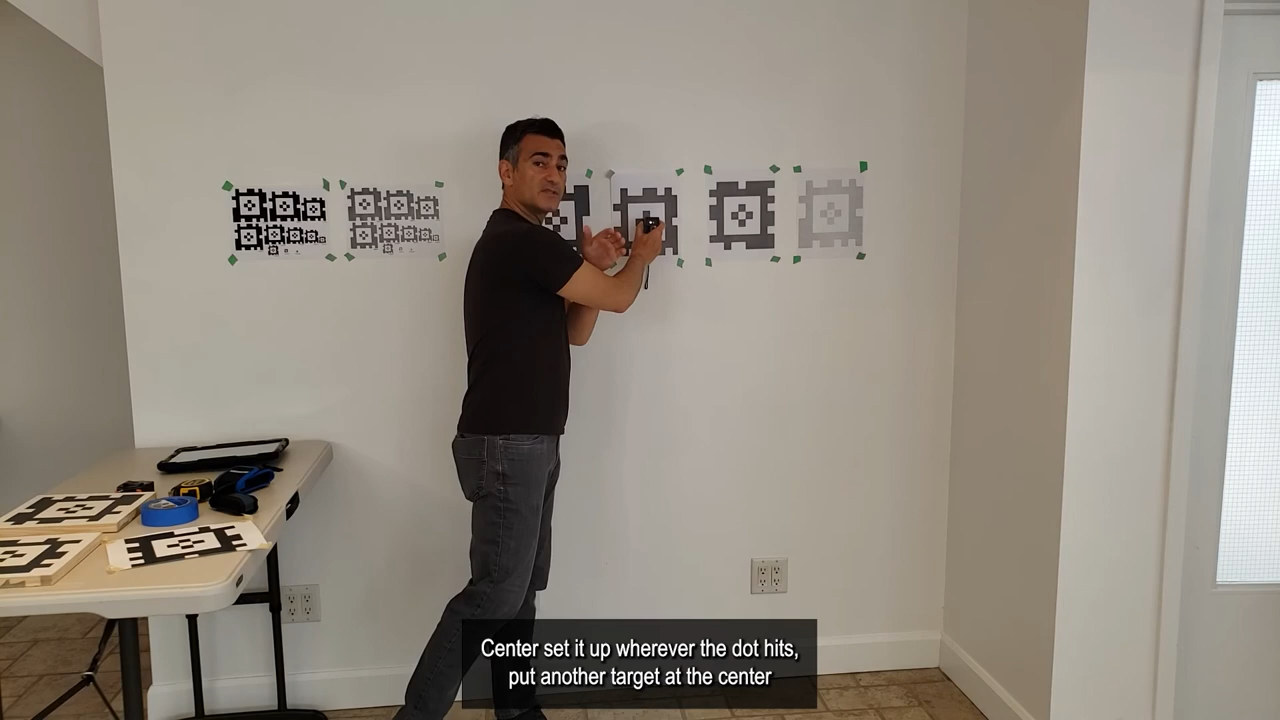 Center set it up wherever the dot hits,
put another target at the center